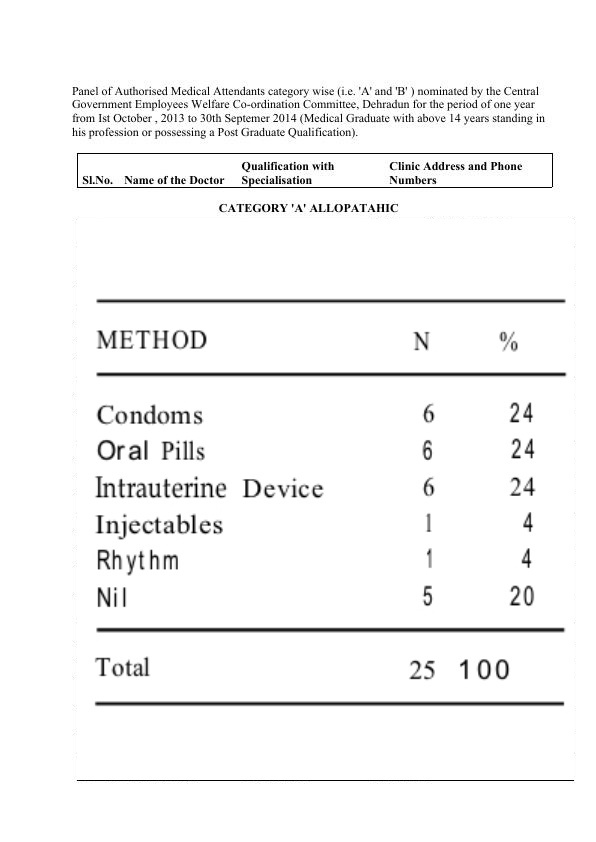 Panel of Authorised Medical Attendants category wise (i.e. 'A' and 'B' ) nominated by the Central
Government Employees Welfare Co-ordination Committee, Dehradun for the period of one year
from Ist October , 2013 to 30th Septemer 2014 (Medical Graduate with above 14 years standing in
his profession or possessing a Post Graduate Qualification).
Sl.No. Name of the Doctor Qualification with Specialisation Clinic Address and Phone Numbers
CATEGORY 'A' ALLOPATAHIC
METHOD N %
Condoms 6 24
Oral Pills 6 24
Intrauterine Device 6 24
Injectables 1 4
Rhythm 1 4
Nil 5 20
Total 25 100